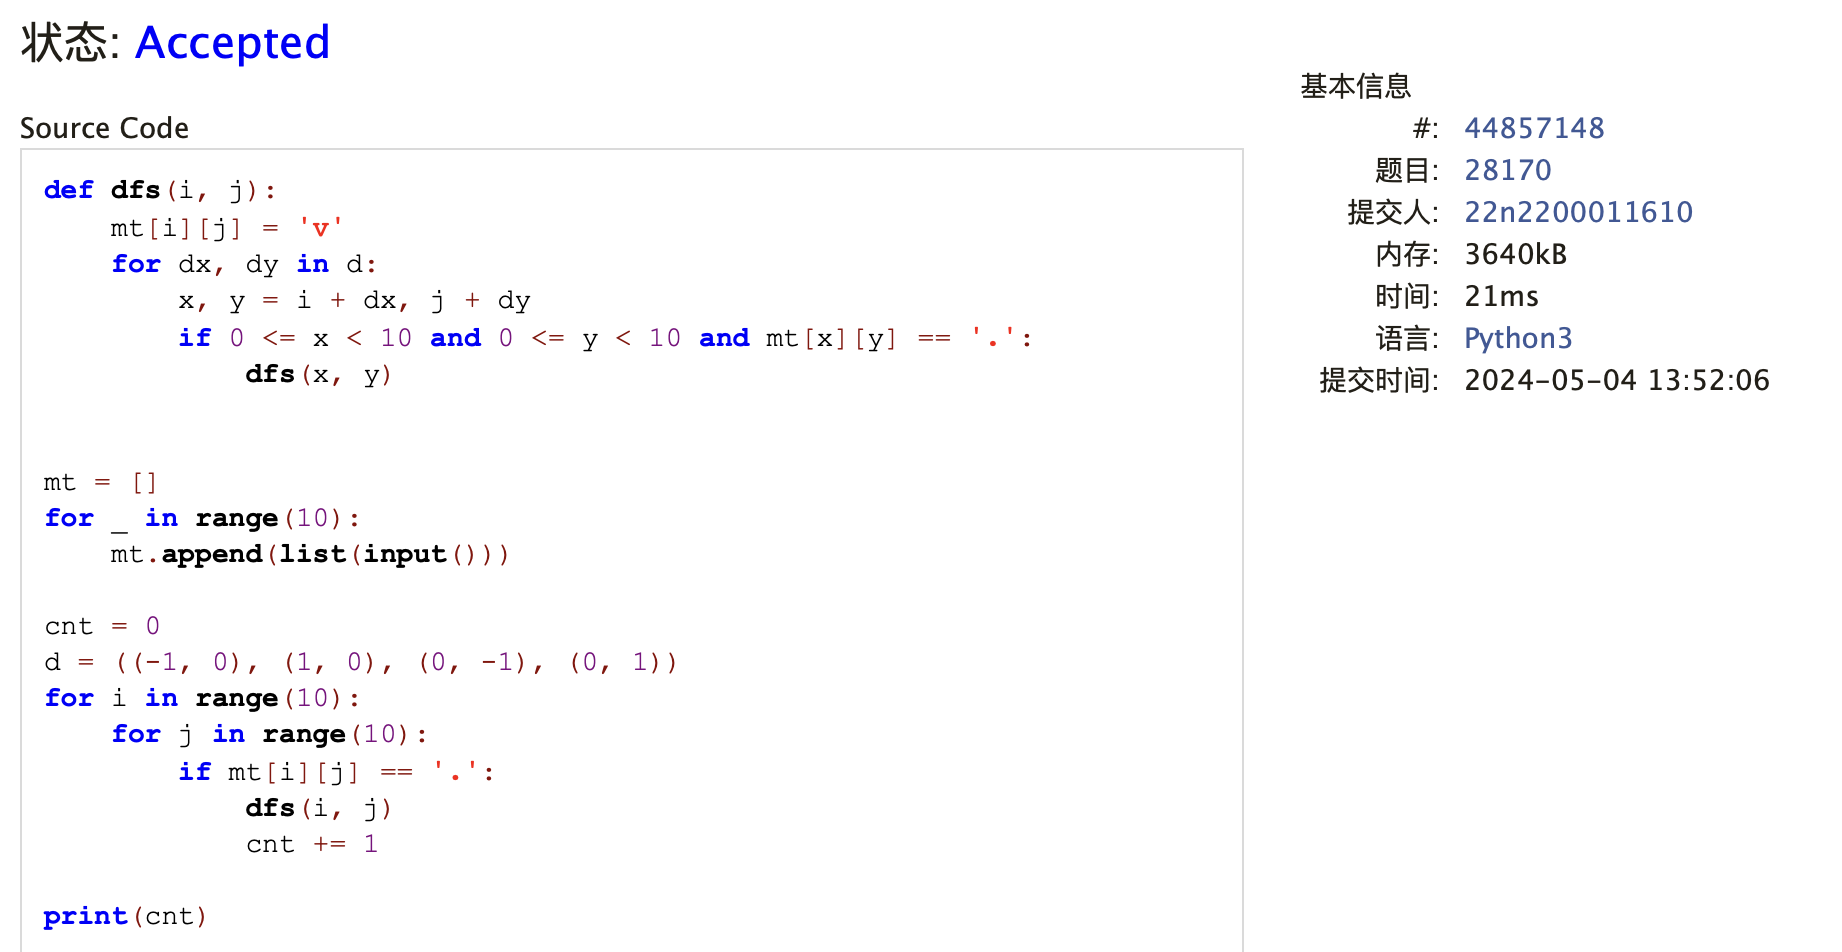 状态: Accepted
Source Code
def dfs(i, j):
    mt[i][j] = 'v'
    for dx, dy in d:
        x, y = i + dx, j + dy
        if 0 <= x < 10 and 0 <= y < 10 and mt[x][y] == '.':
            dfs(x, y)
mt = []
for _ in range(10):
    mt.append(list(input()))
cnt = 0
d = ((-1, 0), (1, 0), (0, -1), (0, 1))
for i in range(10):
    for j in range(10):
        if mt[i][j] == '.':
            dfs(i, j)
            cnt += 1
print(cnt)
基本信息
#: 44857148
题目: 28170
提交人: 22n2200011610
内存: 3640kB
时间: 21ms
语言: Python3
提交时间: 2024-05-04 13:52:06